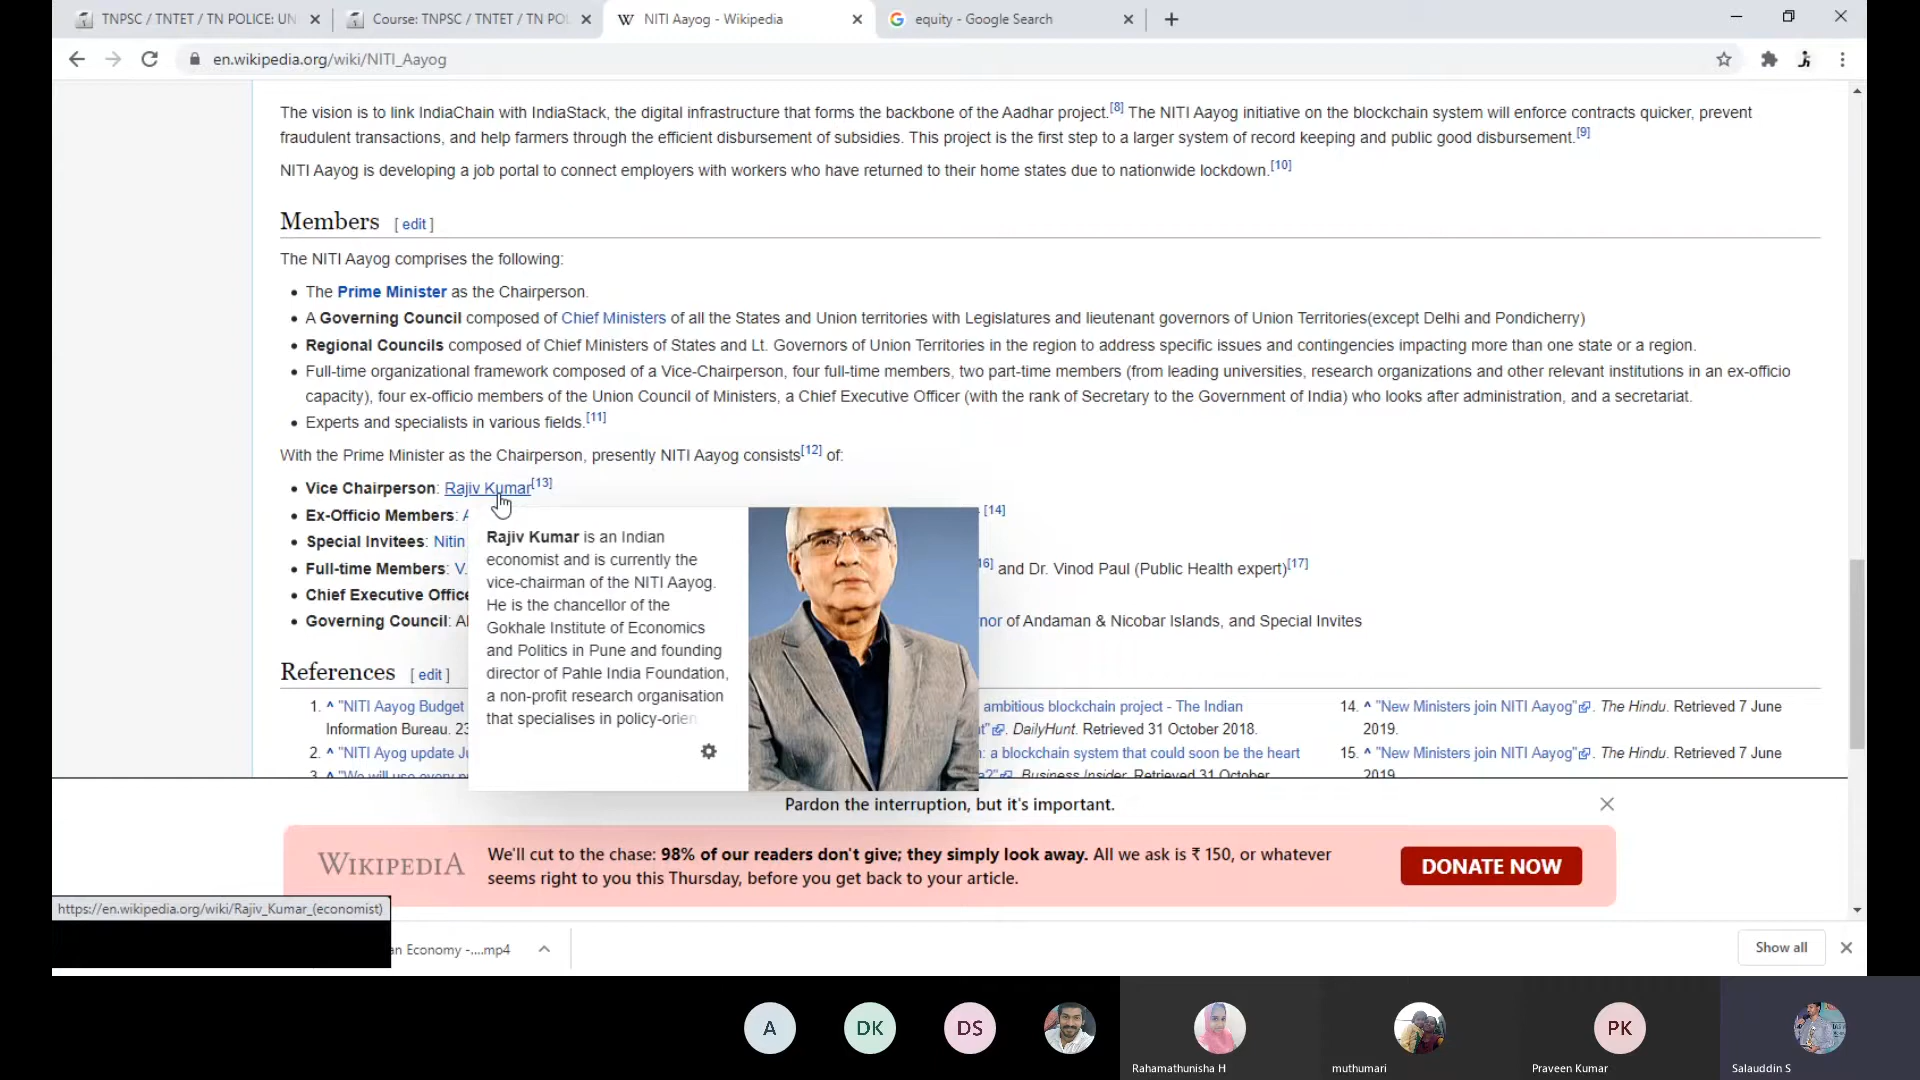 TNPSC / TNTET / TN POLICE: UN
Course: TNPSC / TNTET / TN PO
NITI Aayog - Wikipedia
equity - Google Search
en.wikipedia.org/wiki/NITI_Aayog
The vision is to link IndiaChain with IndiaStack, the digital infrastructure that forms the backbone of the Aadhar project.[8] The NITI Aayog initiative on the blockchain system will enforce contracts quicker, prevent
fraudulent transactions, and help farmers through the efficient disbursement of subsidies. This project is the first step to a larger system of record keeping and public good disbursement.[9]
NITI Aayog is developing a job portal to connect employers with workers who have returned to their home states due to nationwide lockdown.[10]
Members [ edit ]
The NITI Aayog comprises the following:
• The Prime Minister as the Chairperson.
• A Governing Council composed of Chief Ministers of all the States and Union territories with Legislatures and lieutenant governors of Union Territories(except Delhi and Pondicherry)
• Regional Councils composed of Chief Ministers of States and Lt. Governors of Union Territories in the region to address specific issues and contingencies impacting more than one state or a region.
• Full-time organizational framework composed of a Vice-Chairperson, four full-time members, two part-time members (from leading universities, research organizations and other relevant institutions in an ex-officio
capacity), four ex-officio members of the Union Council of Ministers, a Chief Executive Officer (with the rank of Secretary to the Government of India) who looks after administration, and a secretariat.
• Experts and specialists in various fields.[11]
With the Prime Minister as the Chairperson, presently NITI Aayog consists[12] of:
• Vice Chairperson: Rajiv Kumar[13]
• Ex-Officio Members: A [14]
• Special Invitees: Nitin
• Full-time Members: V. 16] and Dr. Vinod Paul (Public Health expert)[17]
• Chief Executive Office
• Governing Council: Al nor of Andaman & Nicobar Islands, and Special Invites
Rajiv Kumar is an Indian
economist and is currently the
vice-chairman of the NITI Aayog.
He is the chancellor of the
Gokhale Institute of Economics
and Politics in Pune and founding
director of Pahle India Foundation,
a non-profit research organisation
that specialises in policy-orien
References [ edit ]
1. ^ "NITI Aayog Budget
Information Bureau. 23
2. ^ "NITI Ayog update Ju
3. ^ "We will use every
ambitious blockchain project - The Indian
t". DailyHunt. Retrieved 31 October 2018.
: a blockchain system that could soon be the heart
a?". Business Insider. Retrieved 31 October
14. ^ "New Ministers join NITI Aayog". The Hindu. Retrieved 7 June
2019.
15. ^ "New Ministers join NITI Aayog". The Hindu. Retrieved 7 June
2019.
Pardon the interruption, but it's important.
WIKIPEDIA
We'll cut to the chase: 98% of our readers don't give; they simply look away. All we ask is ₹ 150, or whatever
seems right to you this Thursday, before you get back to your article.
DONATE NOW
https://en.wikipedia.org/wiki/Rajiv_Kumar_(economist)
an Economy -....mp4
Show all
A
DK
DS
PK
Rahamathunisha H
muthumari
Praveen Kumar
Salauddin S